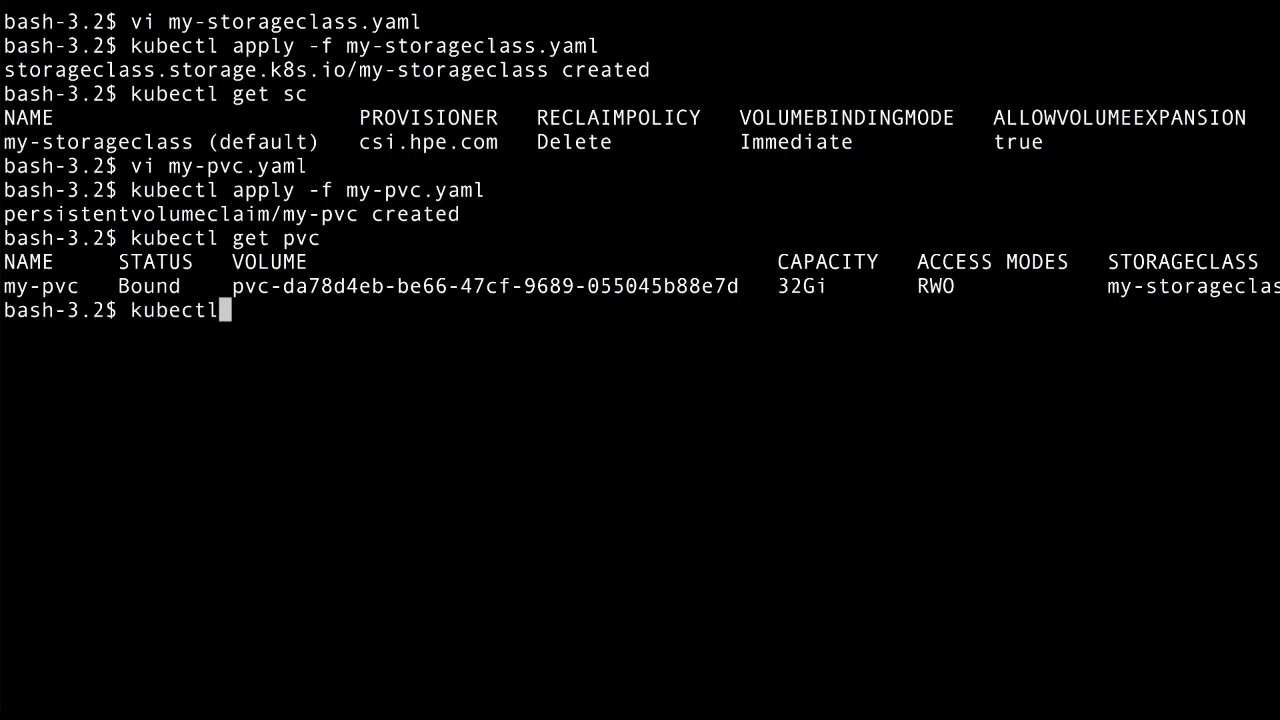 bash-3.2$ vi my-storageclass.yaml
bash-3.2$ kubectl apply -f my-storageclass.yaml
storageclass.storage.k8s.io/my-storageclass created
bash-3.2$ kubectl get sc
NAME PROVISIONER RECLAIMPOLICY VOLUMEBINDINGMODE ALLOWVOLUMEEXPANSION
my-storageclass (default) csi.hpe.com Delete Immediate true
bash-3.2$ vi my-pvc.yaml
bash-3.2$ kubectl apply -f my-pvc.yaml
persistentvolumeclaim/my-pvc created
bash-3.2$ kubectl get pvc
NAME STATUS VOLUME CAPACITY ACCESS MODES STORAGECLASS
my-pvc Bound pvc-da78d4eb-be66-47cf-9689-055045b88e7d 32Gi RWO my-storageclas
bash-3.2$ kubectl